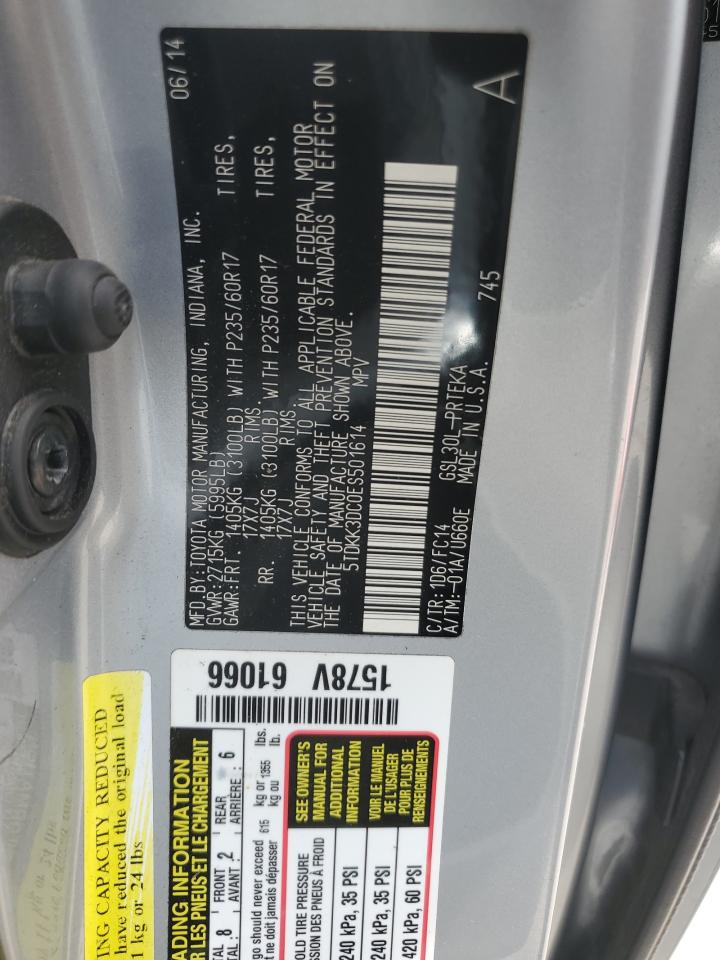 MFD.BY:TOYOTA MOTOR MANUFACTURING, INDIANA, INC. 06/14
GVWR:2715KG (5995LB)
GAWR:FRT. 1405KG (3100LB) WITH P235/60R17 TIRES,
17X7J RIMS.
RR. 1405KG (3100LB) WITH P235/60R17 TIRES,
17X7J RIMS.
THIS VEHICLE CONFORMS TO ALL APPLICABLE FEDERAL MOTOR
VEHICLE SAFETY AND THEFT PREVENTION STANDARDS IN EFFECT ON
THE DATE OF MANUFACTURE SHOWN ABOVE.
5TDKK3DC0ES501614 MPV
C/TR: 1D6/FC14 GSL30L-PRTEKA 745
A/TM:-01A/U660E MADE IN U.S.A.
A
1578V 61066
ADING INFORMATION
R LES PNEUS ET LE CHARGEMENT
TAL 8 FRONT 2 REAR 6
TAL:8 AVANT:2 ARRIÈRE:6
go should never exceed 615 kg or 1355 lbs.
t ne doit jamais dépasser kg ou lb.
OLD TIRE PRESSURE
SSION DES PNEUS À FROID
240 kPa, 35 PSI
240 kPa, 35 PSI
420 kPa, 60 PSI
SEE OWNER'S
MANUAL FOR
ADDITIONAL
INFORMATION
VOIR LE MANUEL
DE L'USAGER
POUR PLUS DE
RENSEIGNEMENTS
ING CAPACITY REDUCED
have reduced the original load
1 kg or 24 lbs